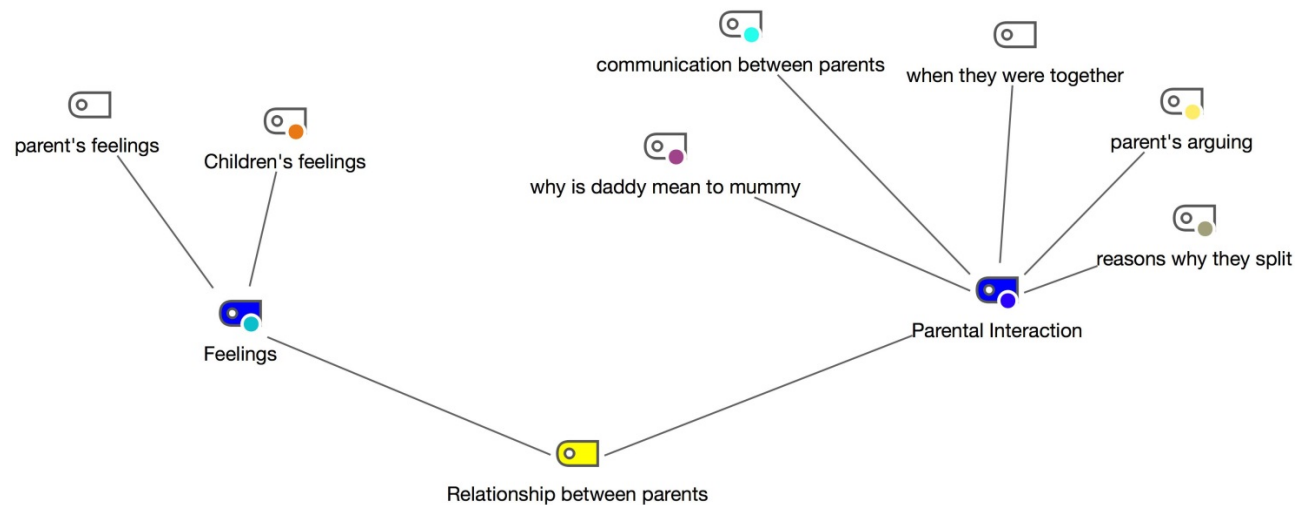 communication between parents
when they were together
parent's feelings
Children's feelings
parent's arguing
why is daddy mean to mummy
reasons why they split
Feelings
Parental Interaction
Relationship between parents